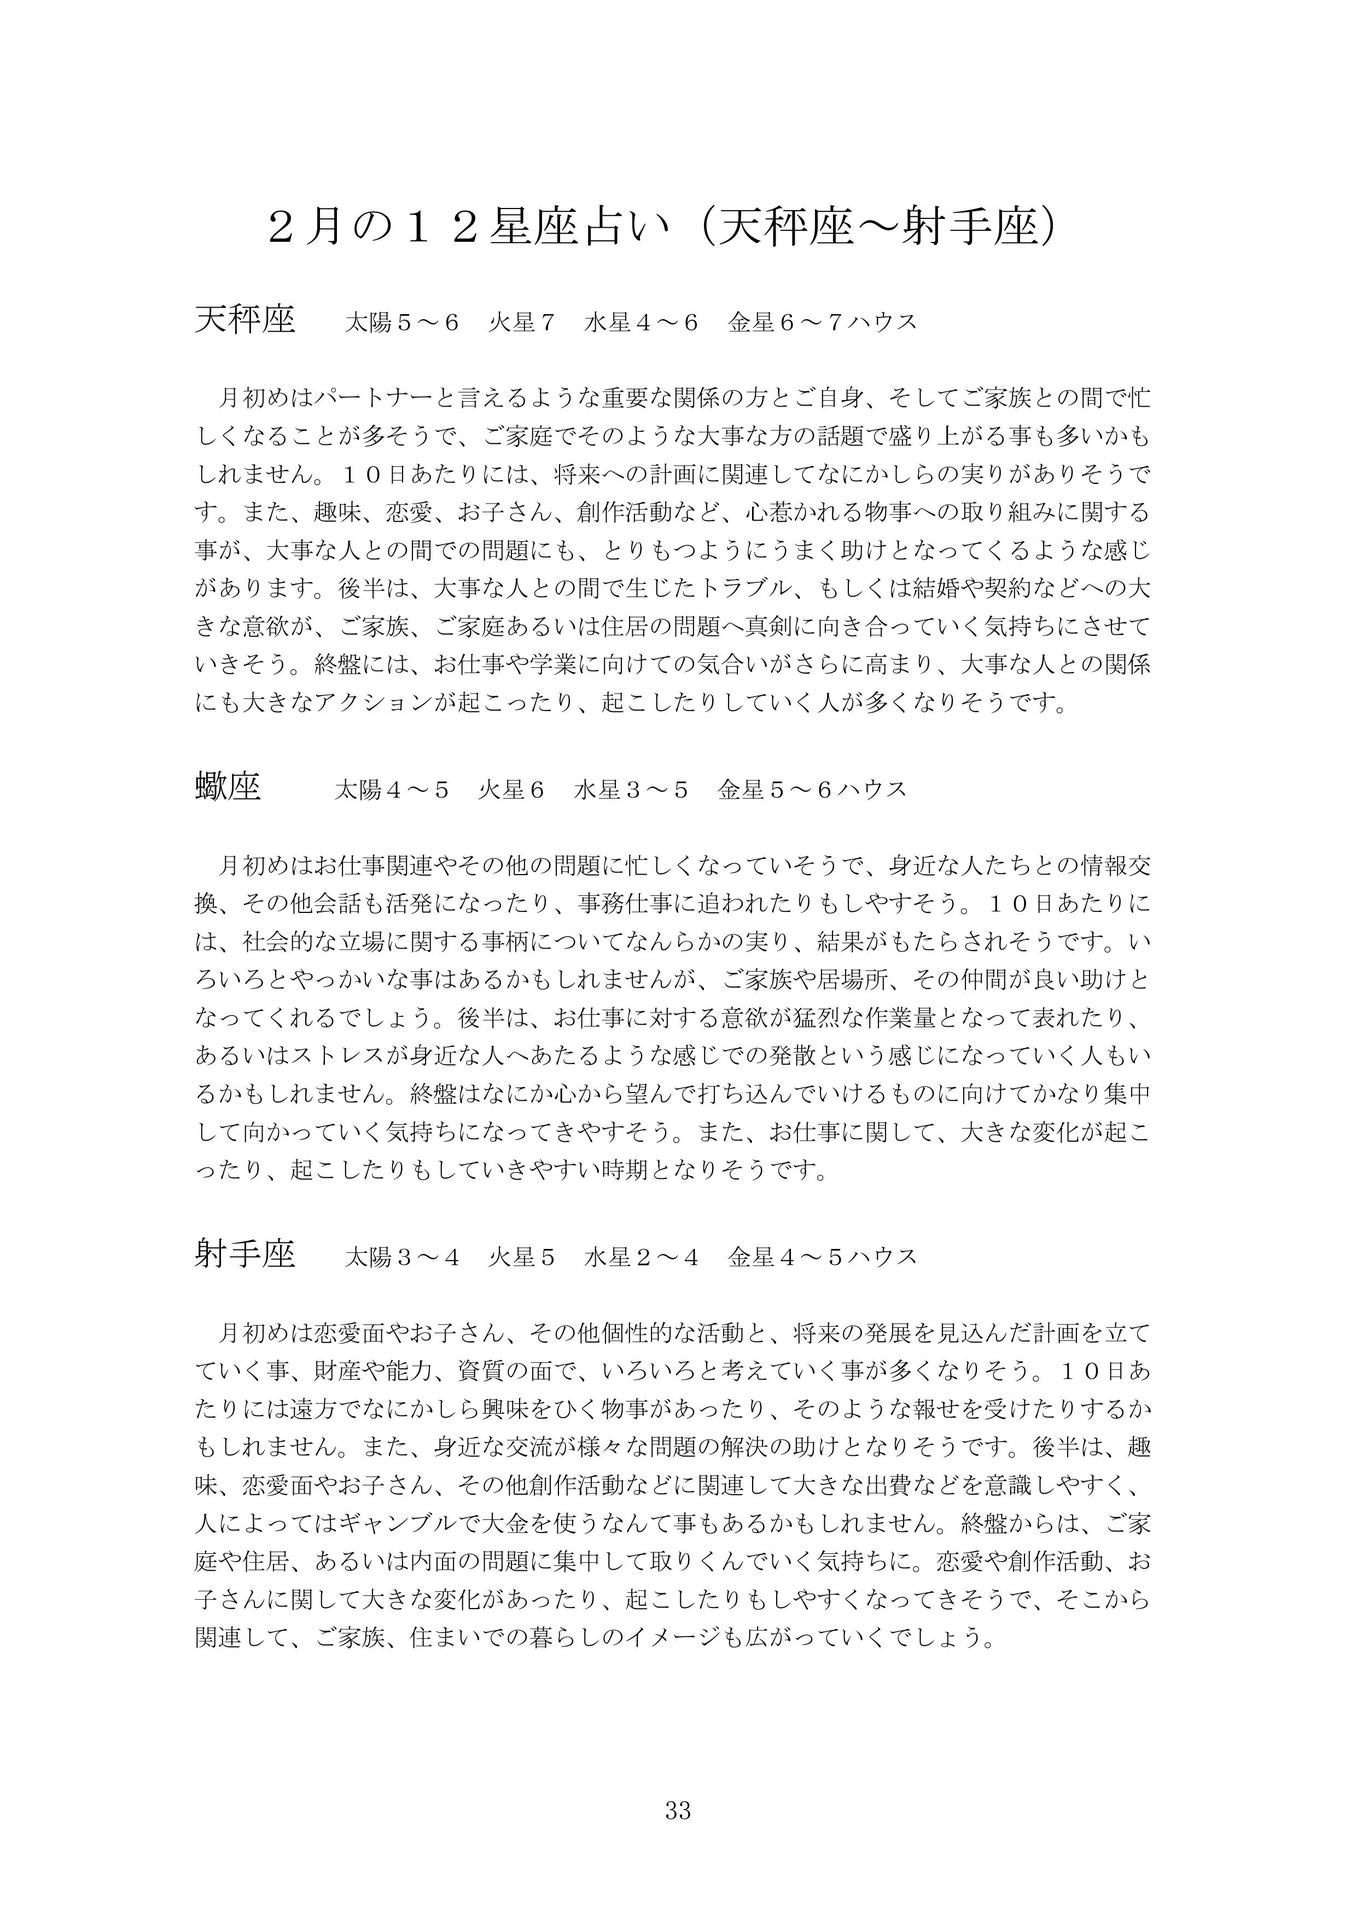 ２月の１２星座占い（天秤座～射手座）
天秤座　　太陽５～６　火星７　水星４～６　金星６～７ハウス
　月初めはパートナーと言えるような重要な関係の方とご自身、そしてご家族との間で忙
しくなることが多そうで、ご家庭でそのような大事な方の話題で盛り上がる事も多いかも
しれません。１０日あたりには、将来への計画に関連してなにかしらの実りがありそうで
す。また、趣味、恋愛、お子さん、創作活動など、心惹かれる物事への取り組みに関する
事が、大事な人との間での問題にも、とりもつようにうまく助けとなってくるような感じ
があります。後半は、大事な人との間で生じたトラブル、もしくは結婚や契約などへの大
きな意欲が、ご家族、ご家庭あるいは住居の問題へ真剣に向き合っていく気持ちにさせて
いきそう。終盤には、お仕事や学業に向けての気合いがさらに高まり、大事な人との関係
にも大きなアクションが起こったり、起こしたりしていく人が多くなりそうです。
蠍座　　　太陽４～５　火星６　水星３～５　金星５～６ハウス
　月初めはお仕事関連やその他の問題に忙しくなっていそうで、身近な人たちとの情報交
換、その他会話も活発になったり、事務仕事に追われたりもしやすそう。１０日あたりに
は、社会的な立場に関する事柄についてなんらかの実り、結果がもたらされそうです。い
ろいろとやっかいな事はあるかもしれませんが、ご家族や居場所、その仲間が良い助けと
なってくれるでしょう。後半は、お仕事に対する意欲が猛烈な作業量となって表れたり、
あるいはストレスが身近な人へあたるような感じでの発散という感じになっていく人もい
るかもしれません。終盤はなにか心から望んで打ち込んでいけるものに向けてかなり集中
して向かっていく気持ちになってきやすそう。また、お仕事に関して、大きな変化が起こ
ったり、起こしたりもしていきやすい時期となりそうです。
射手座　　太陽３～４　火星５　水星２～４　金星４～５ハウス
　月初めは恋愛面やお子さん、その他個性的な活動と、将来の発展を見込んだ計画を立て
ていく事、財産や能力、資質の面で、いろいろと考えていく事が多くなりそう。１０日あ
たりには遠方でなにかしら興味をひく物事があったり、そのような報せを受けたりするか
もしれません。また、身近な交流が様々な問題の解決の助けとなりそうです。後半は、趣
味、恋愛面やお子さん、その他創作活動などに関連して大きな出費などを意識しやすく、
人によってはギャンブルで大金を使うなんて事もあるかもしれません。終盤からは、ご家
庭や住居、あるいは内面の問題に集中して取りくんでいく気持ちに。恋愛や創作活動、お
子さんに関して大きな変化があったり、起こしたりもしやすくなってきそうで、そこから
関連して、ご家族、住まいでの暮らしのイメージも広がっていくでしょう。
33